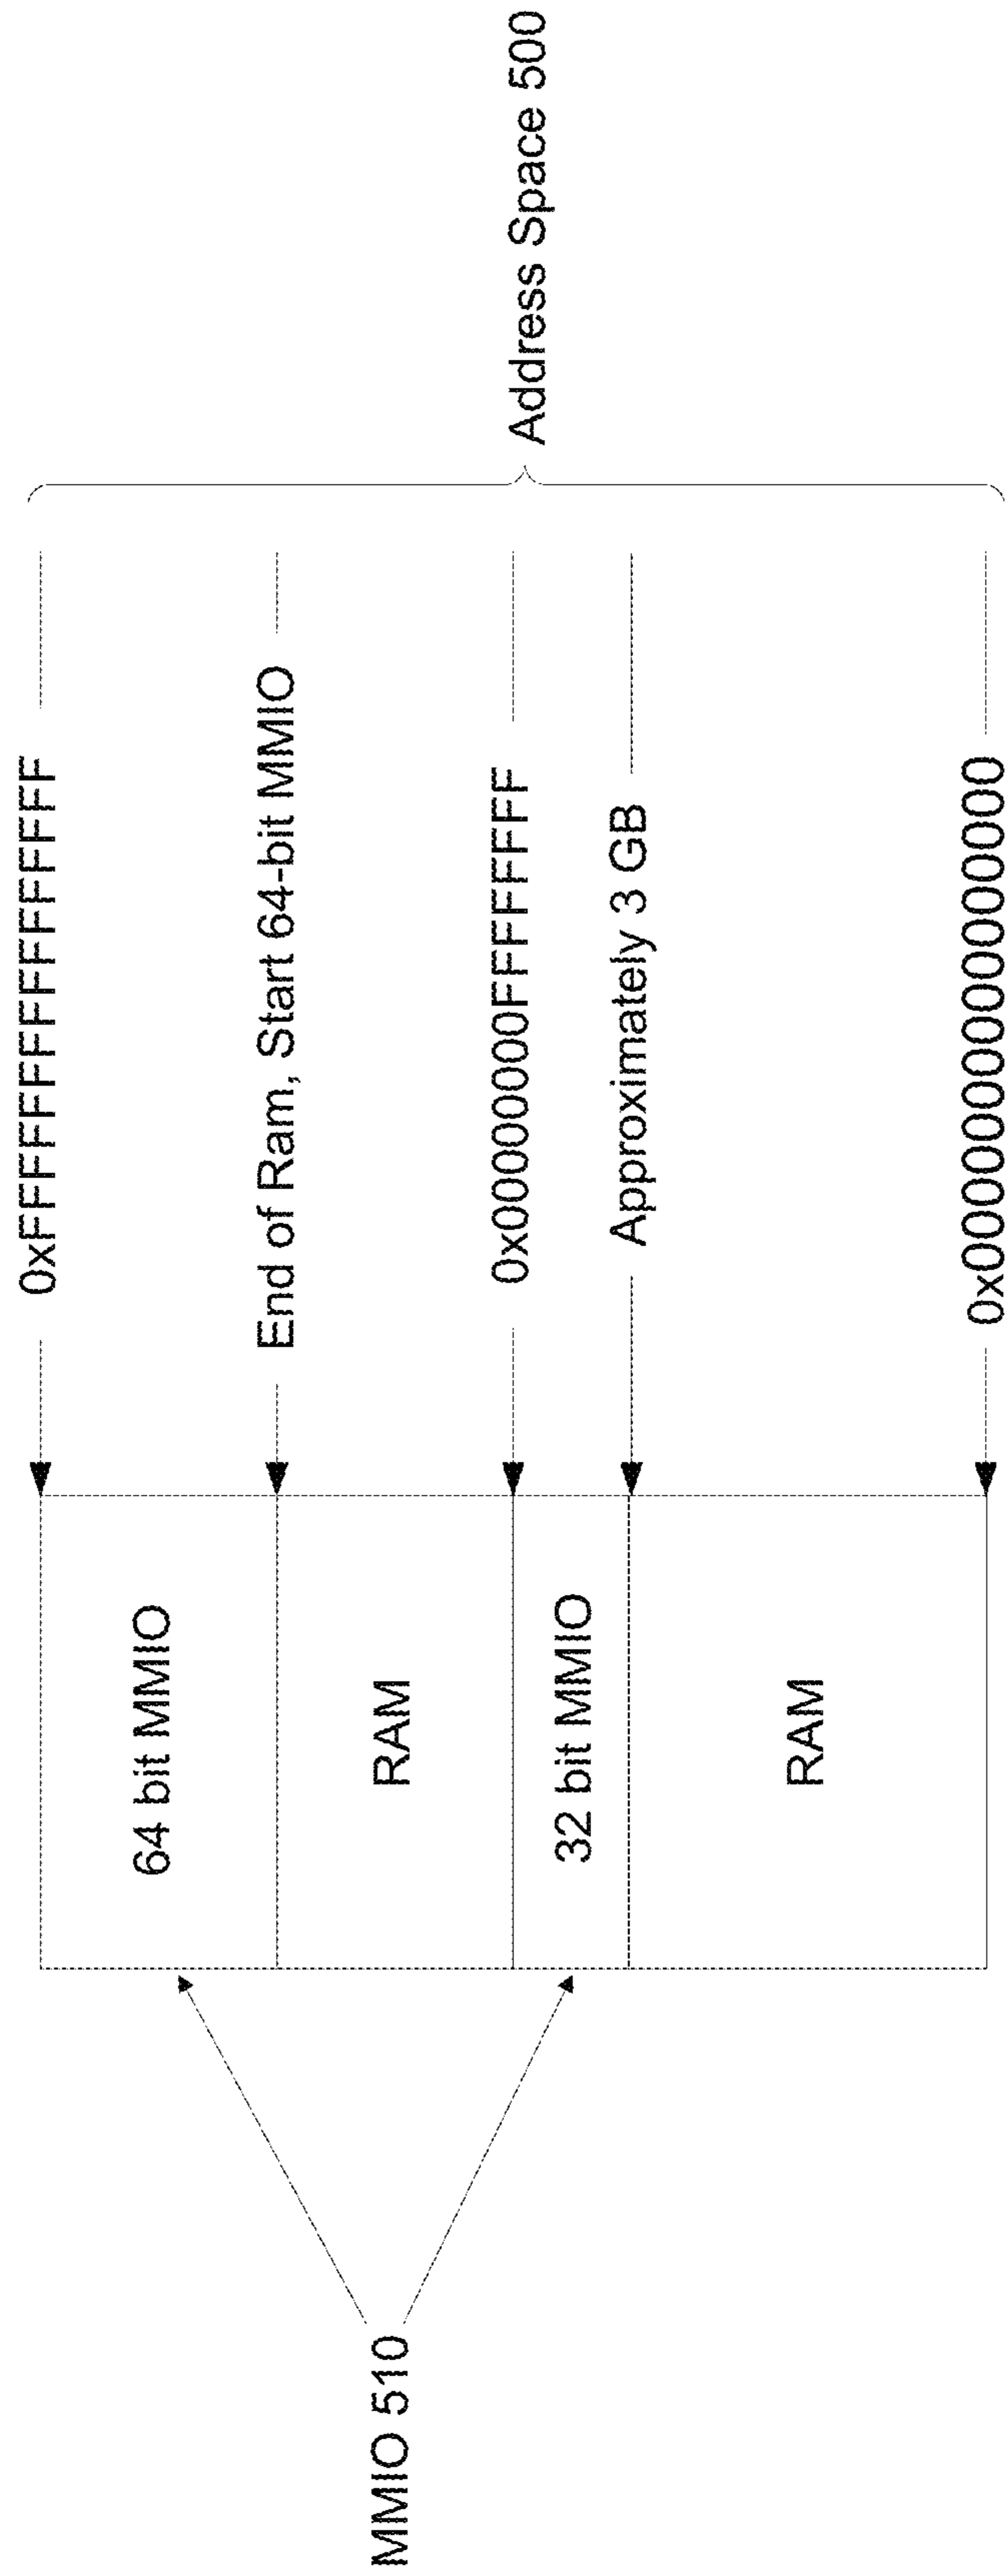 0xFFFFFFFFFFFFFFFF
64 bit MMIO
End of Ram, Start 64-bit MMIO
MMIO 510
RAM
0x00000000FFFFFFFF
Address Space 500
32 bit MMIO
Approximately 3 GB
RAM
0x0000000000000000